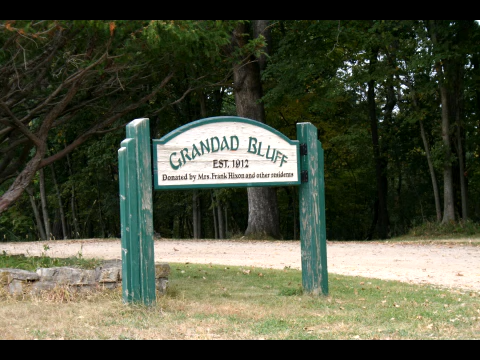 GRANDAD BLUFF
EST. 1912
Donated by Mrs. Frank Hixon and other residents